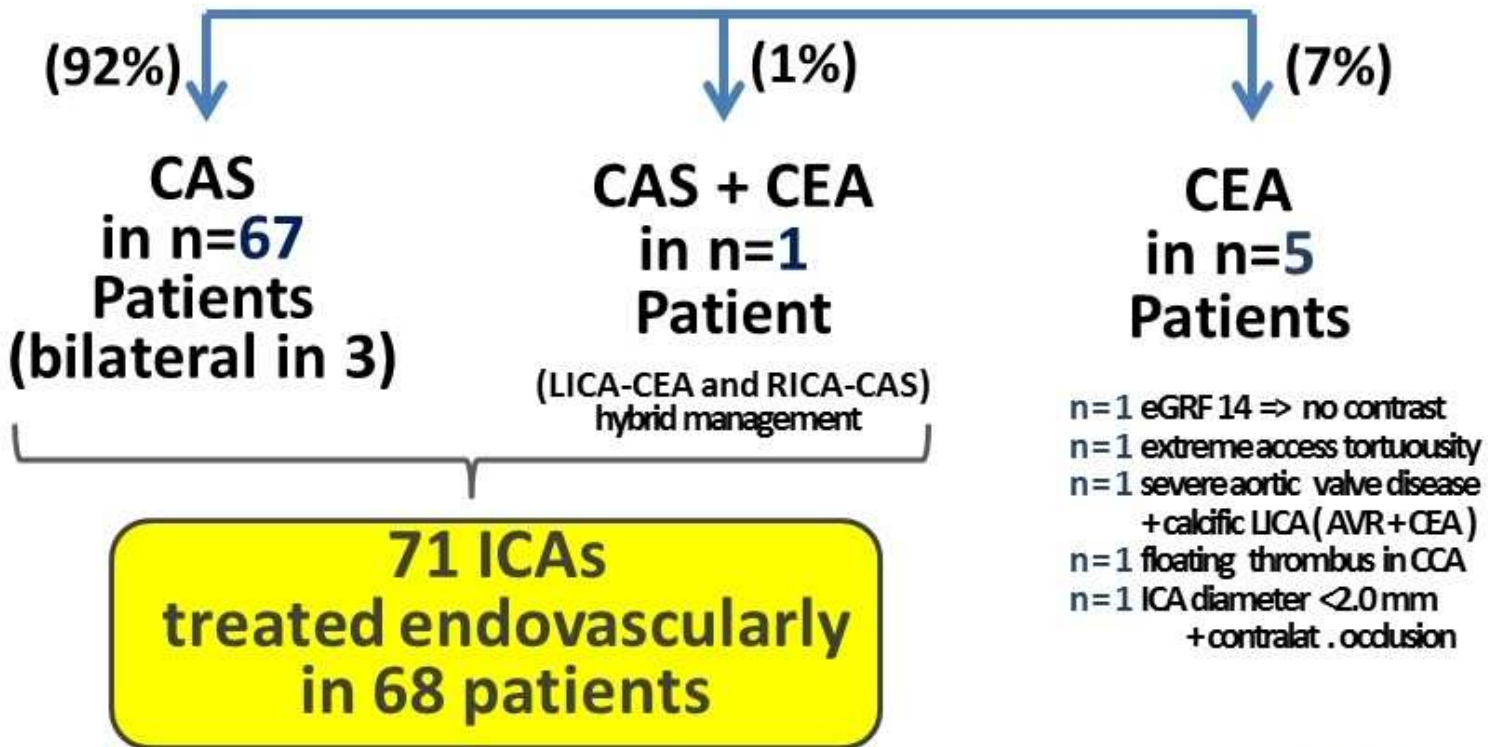 (92%)
(1%)
(7%)
CAS
in n=67
Patients
(bilateral in 3)
CAS + CEA
in n=1
Patient
(LICA-CEA and RICA-CAS)
hybrid management
CEA
in n=5
Patients
n=1 eGRF 14 => no contrast
n=1 extreme access tortuousity
n=1 severe aortic valve disease
+ calcific LICA (AVR + CEA)
n=1 floating thrombus in CCA
n=1 ICA diameter <2.0 mm
+ contralat . occlusion
71 ICAs
treated endovascularly
in 68 patients